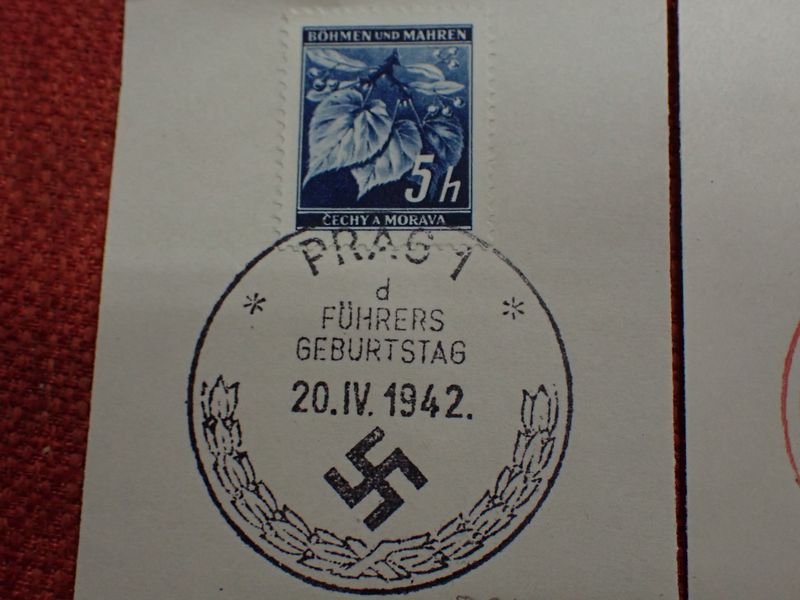 BÖHMEN UND MÄHREN
5h
ČECHY A MORAVA
PRAG 1
d
FÜHRERS
GEBURTSTAG
20.IV.1942.